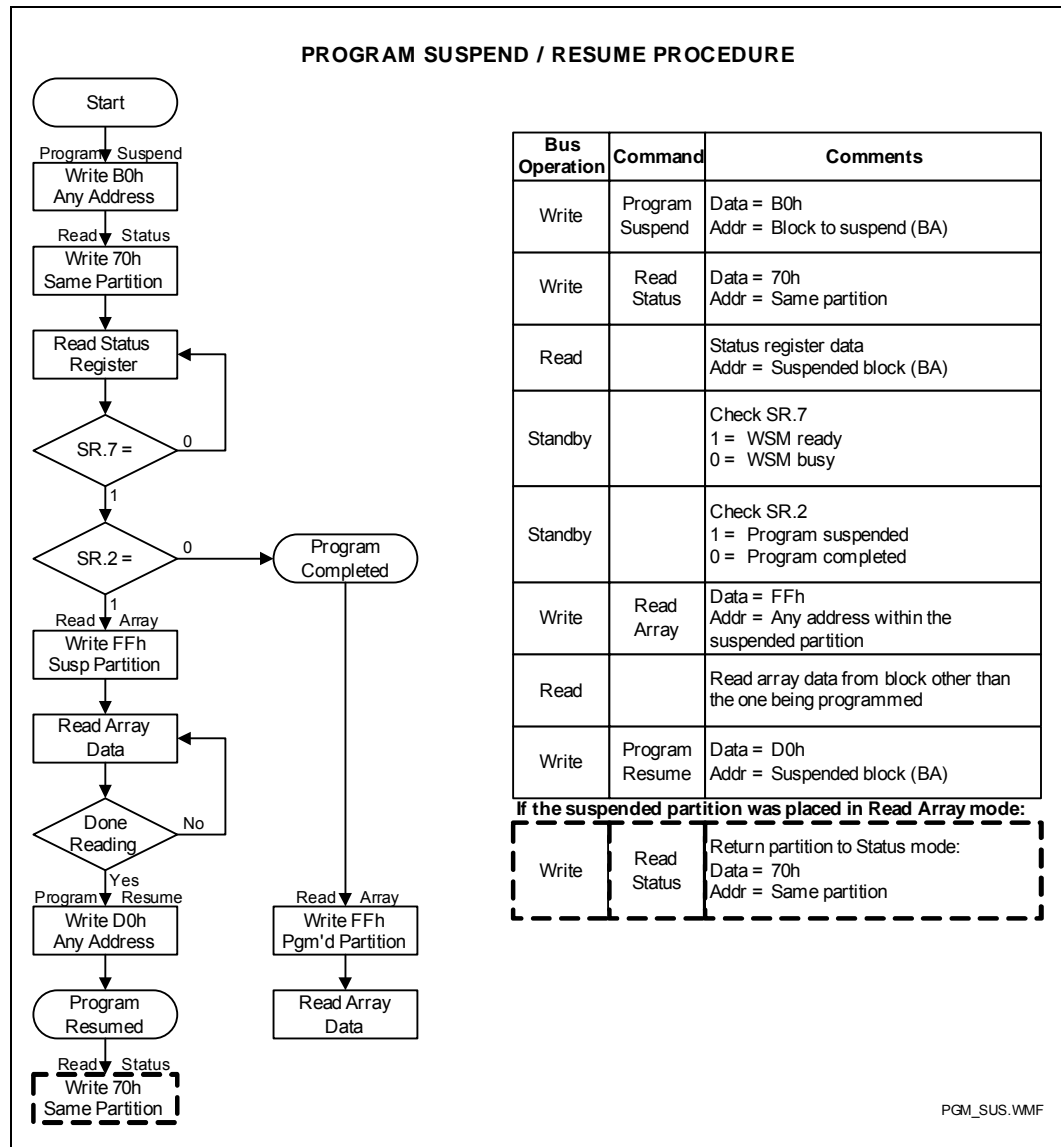 PROGRAM SUSPEND / RESUME PROCEDURE
Start
Program Suspend
Write B0h
Any Address
Read Status
Write 70h
Same Partition
Read Status
Register
SR.7 =
0
1
SR.2 =
0
Program
Completed
1
Read Array
Write FFh
Susp Partition
Read Array
Data
Done
Reading
No
Yes
Program Resume
Write D0h
Any Address
Program
Resumed
Read Status
Write 70h
Same Partition
Read Array
Write FFh
Pgm'd Partition
Read Array
Data
Bus
Operation
Command
Comments
Write
Program
Suspend
Data = B0h
Addr = Block to suspend (BA)
Write
Read
Status
Data = 70h
Addr = Same partition
Read
Status register data
Addr = Suspended block (BA)
Standby
Check SR.7
1 = WSM ready
0 = WSM busy
Standby
Check SR.2
1 = Program suspended
0 = Program completed
Write
Read
Array
Data = FFh
Addr = Any address within the
suspended partition
Read
Read array data from block other than
the one being programmed
Write
Program
Resume
Data = D0h
Addr = Suspended block (BA)
If the suspended partition was placed in Read Array mode:
Write
Read
Status
Return partition to Status mode:
Data = 70h
Addr = Same partition
PGM_SUS.WMF